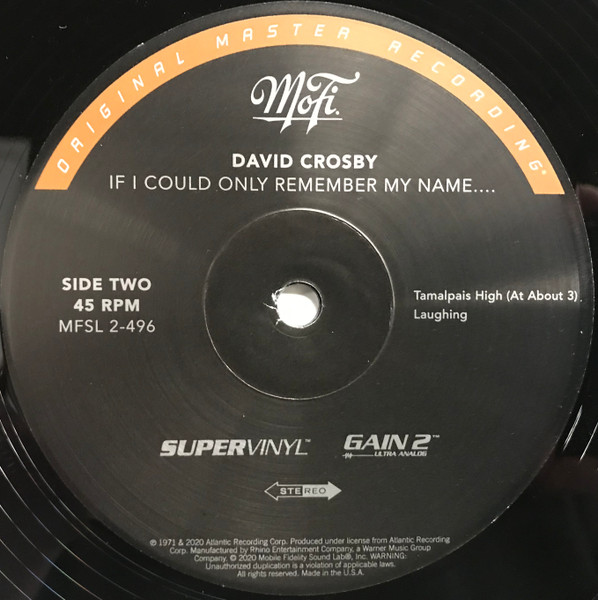 ORIGINAL MASTER RECORDING®
MoFi.
DAVID CROSBY
IF I COULD ONLY REMEMBER MY NAME....
SIDE TWO
45 RPM
MFSL 2-496
Tamalpais High (At About 3)
Laughing
SUPERVINYL™
GAIN 2™
ULTRA ANALOG
STEREO
℗ 1971 & 2020 Atlantic Recording Corp. Produced under license from Atlantic Recording
Corp. Manufactured by Rhino Entertainment Company, a Warner Music Group
Company. © 2020 Mobile Fidelity Sound Lab®, Inc. WARNING:
Unauthorized duplication is a violation of applicable laws.
All rights reserved. Made in the U.S.A.